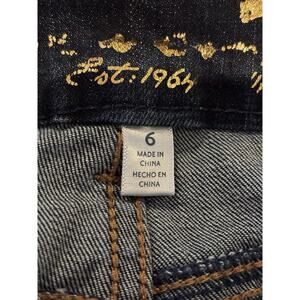 Est: 1964
6
MADE IN
CHINA
HECHO EN
CHINA